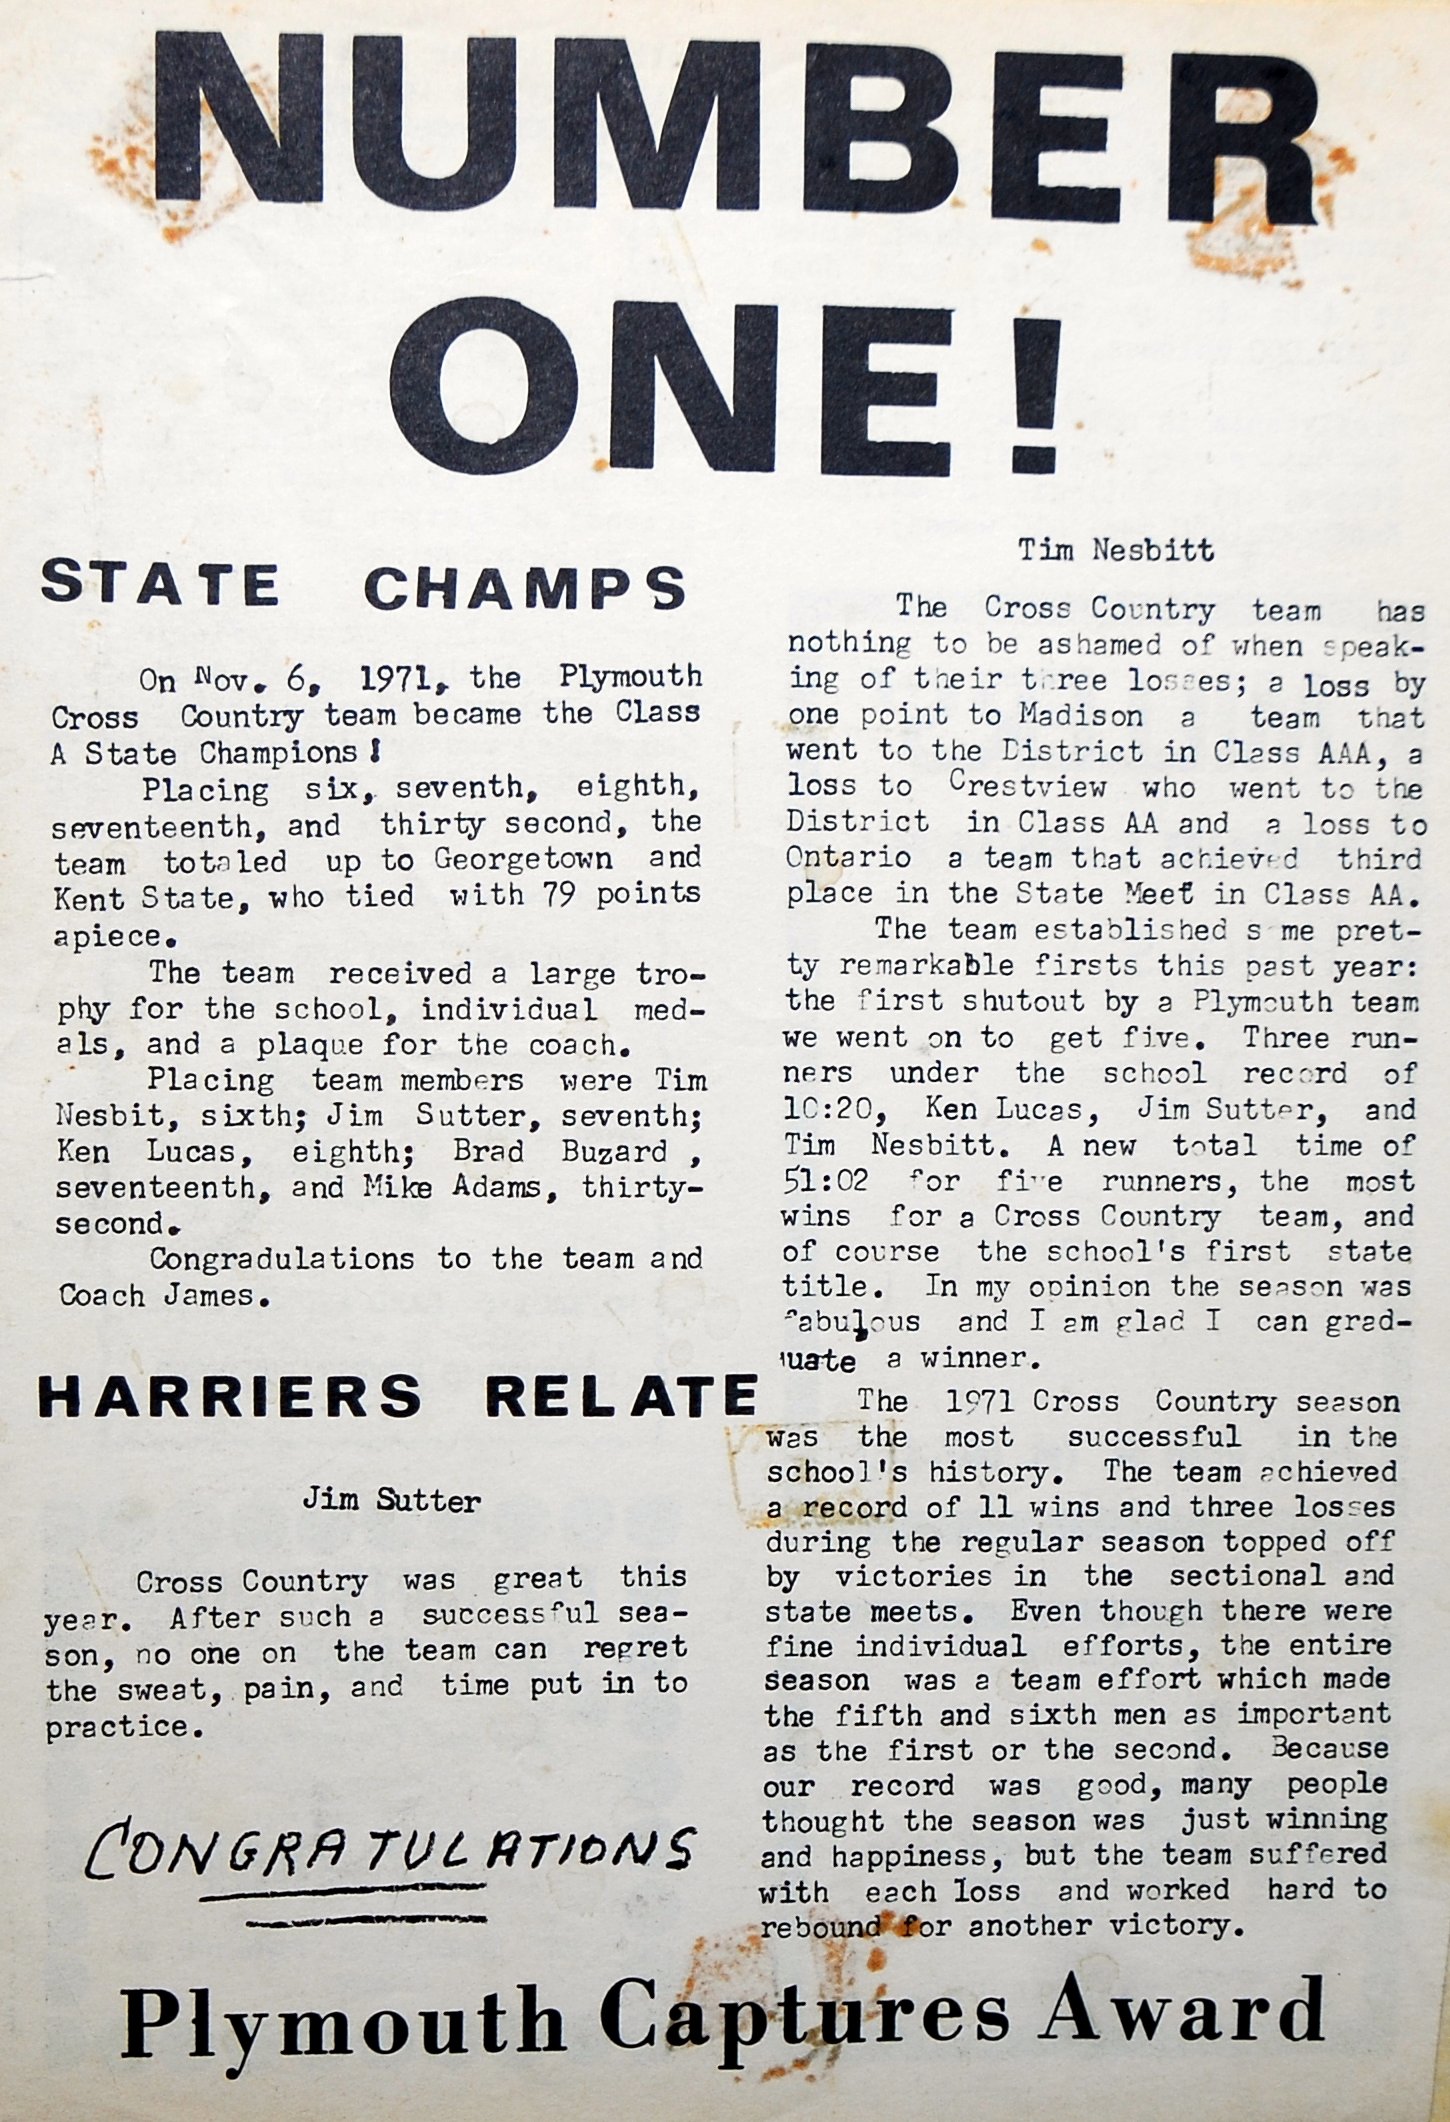 NUMBER
ONE!
STATE CHAMPS
On Nov. 6, 1971, the Plymouth
Cross Country team became the Class
A State Champions!
Placing six, seventh, eighth,
seventeenth, and thirty second, the
team totaled up to Georgetown and
Kent State, who tied with 79 points
apiece.
The team received a large tro-
phy for the school, individual med-
als, and a plaque for the coach.
Placing team members were Tim
Nesbit, sixth; Jim Sutter, seventh;
Ken Lucas, eighth; Brad Buzard ,
seventeenth, and Mike Adams, thirty-
second.
Congradulations to the team and
Coach James.
HARRIERS RELATE
Jim Sutter
Cross Country was great this
year. After such a successful sea-
son, no one on the team can regret
the sweat, pain, and time put in to
practice.
CONGRATULATIONS
Tim Nesbitt
The Cross Country team has
nothing to be ashamed of when speak-
ing of their three losses; a loss by
one point to Madison a team that
went to the District in Class AAA, a
loss to Crestview who went to the
District in Class AA and a loss to
Ontario a team that achieved third
place in the State Meet in Class AA.
The team established some pret-
ty remarkable firsts this past year:
the first shutout by a Plymouth team
we went on to get five. Three run-
ners under the school record of
10:20, Ken Lucas, Jim Sutter, and
Tim Nesbitt. A new total time of
51:02 for five runners, the most
wins for a Cross Country team, and
of course the school's first state
title. In my opinion the season was
fabulous and I am glad I can grad-
uate a winner.
The 1971 Cross Country season
was the most successful in the
school's history. The team achieved
a record of 11 wins and three losses
during the regular season topped off
by victories in the sectional and
state meets. Even though there were
fine individual efforts, the entire
season was a team effort which made
the fifth and sixth men as important
as the first or the second. Because
our record was good, many people
thought the season was just winning
and happiness, but the team suffered
with each loss and worked hard to
rebound for another victory.
Plymouth Captures Award